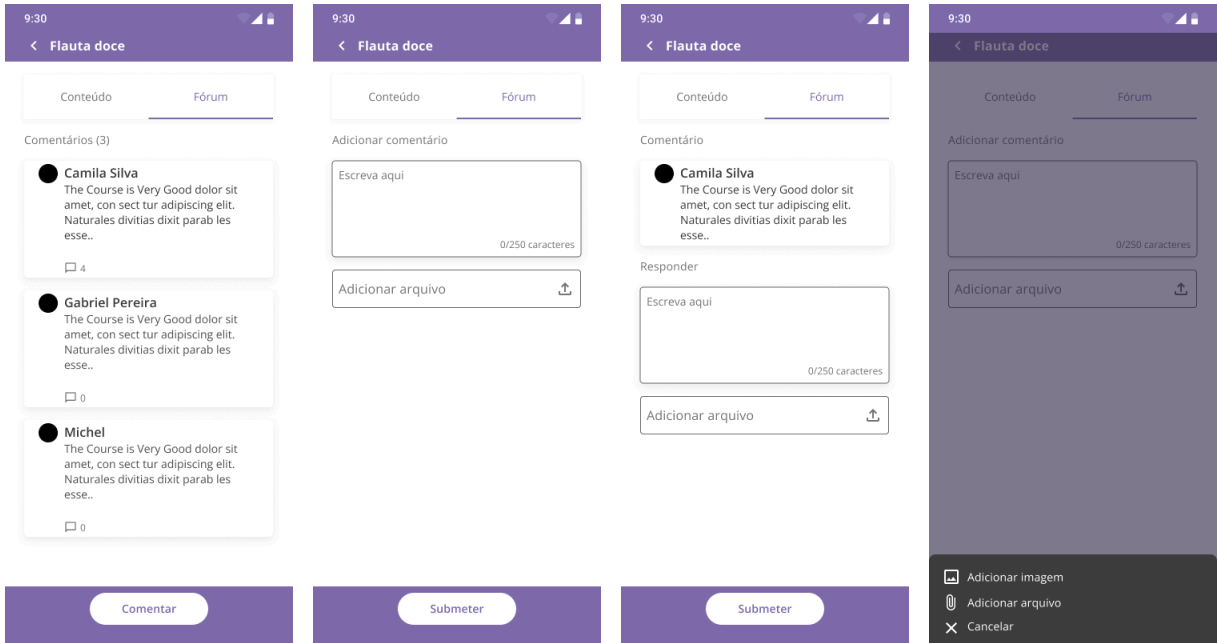 9:30
Flauta doce
Conteúdo
Fórum
Comentários (3)
Camila Silva
The Course is Very Good dolor sit
amet, con sect tur adipiscing elit.
Naturales divitias dixit parab les
esse..
4
Gabriel Pereira
The Course is Very Good dolor sit
amet, con sect tur adipiscing elit.
Naturales divitias dixit parab les
esse..
0
Michel
The Course is Very Good dolor sit
amet, con sect tur adipiscing elit.
Naturales divitias dixit parab les
esse..
0
Comentar
9:30
Flauta doce
Conteúdo
Fórum
Adicionar comentário
Escreva aqui
0/250 caracteres
Adicionar arquivo
Submeter
9:30
Flauta doce
Conteúdo
Fórum
Comentário
Camila Silva
The Course is Very Good dolor sit
amet, con sect tur adipiscing elit.
Naturales divitias dixit parab les
esse..
Responder
Escreva aqui
0/250 caracteres
Adicionar arquivo
Submeter
9:30
Flauta doce
Conteúdo
Fórum
Adicionar comentário
Escreva aqui
0/250 caracteres
Adicionar arquivo
Adicionar imagem
Adicionar arquivo
Cancelar